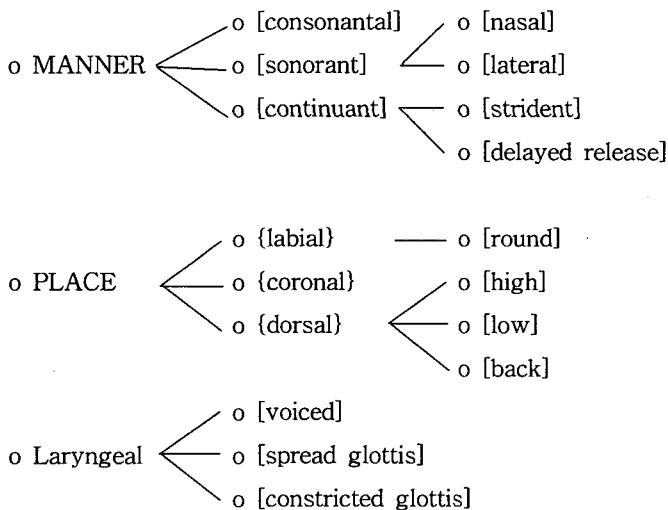 o [consonantal] o [nasal]
o MANNER o [sonorant] o [lateral]
o [continuant] o [strident]
o [delayed release]
o {labial} o [round]
o PLACE o {coronal} o [high]
o {dorsal} o [low]
o [back]
o [voiced]
o Laryngeal o [spread glottis]
o [constricted glottis]